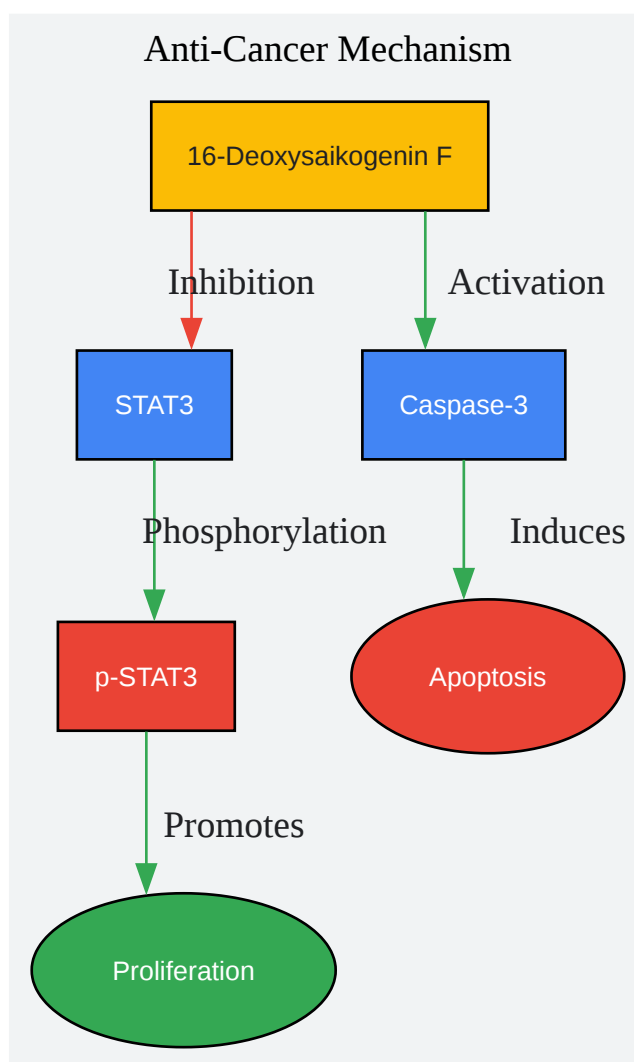 Anti-Cancer Mechanism
16-Deoxysaikogenin F
Inhibition
Activation
STAT3
Caspase-3
Phosphorylation
Induces
p-STAT3
Apoptosis
Promotes
Proliferation